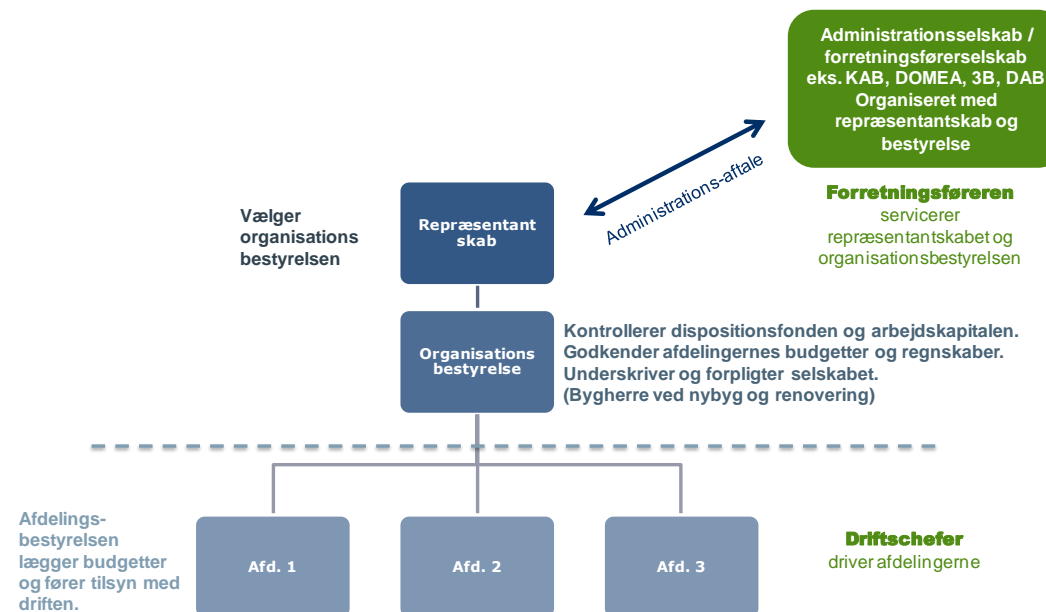 Administrationsselskab /
forretningsførerselskab
eks. KAB, DOMEA, 3B, DAB
Organiseret med
repræsentantskab og
bestyrelse
Administrations-aftale
Forretningsføreren
servicerer
repræsentantskabet og
organisationsbestyrelsen
Vælger
organisations
bestyrelsen
Repræsentant
skab
Organisations
bestyrelse
Kontrollerer dispositionsfonden og arbejdskapitalen.
Godkender afdelingernes budgetter og regnskaber.
Underskriver og forpligter selskabet.
(Bygherre ved nybyg og renovering)
Afdelings-
bestyrelsen
lægger budgetter
og fører tilsyn med
driften.
Afd. 1
Afd. 2
Afd. 3
Driftschefer
driver afdelingerne